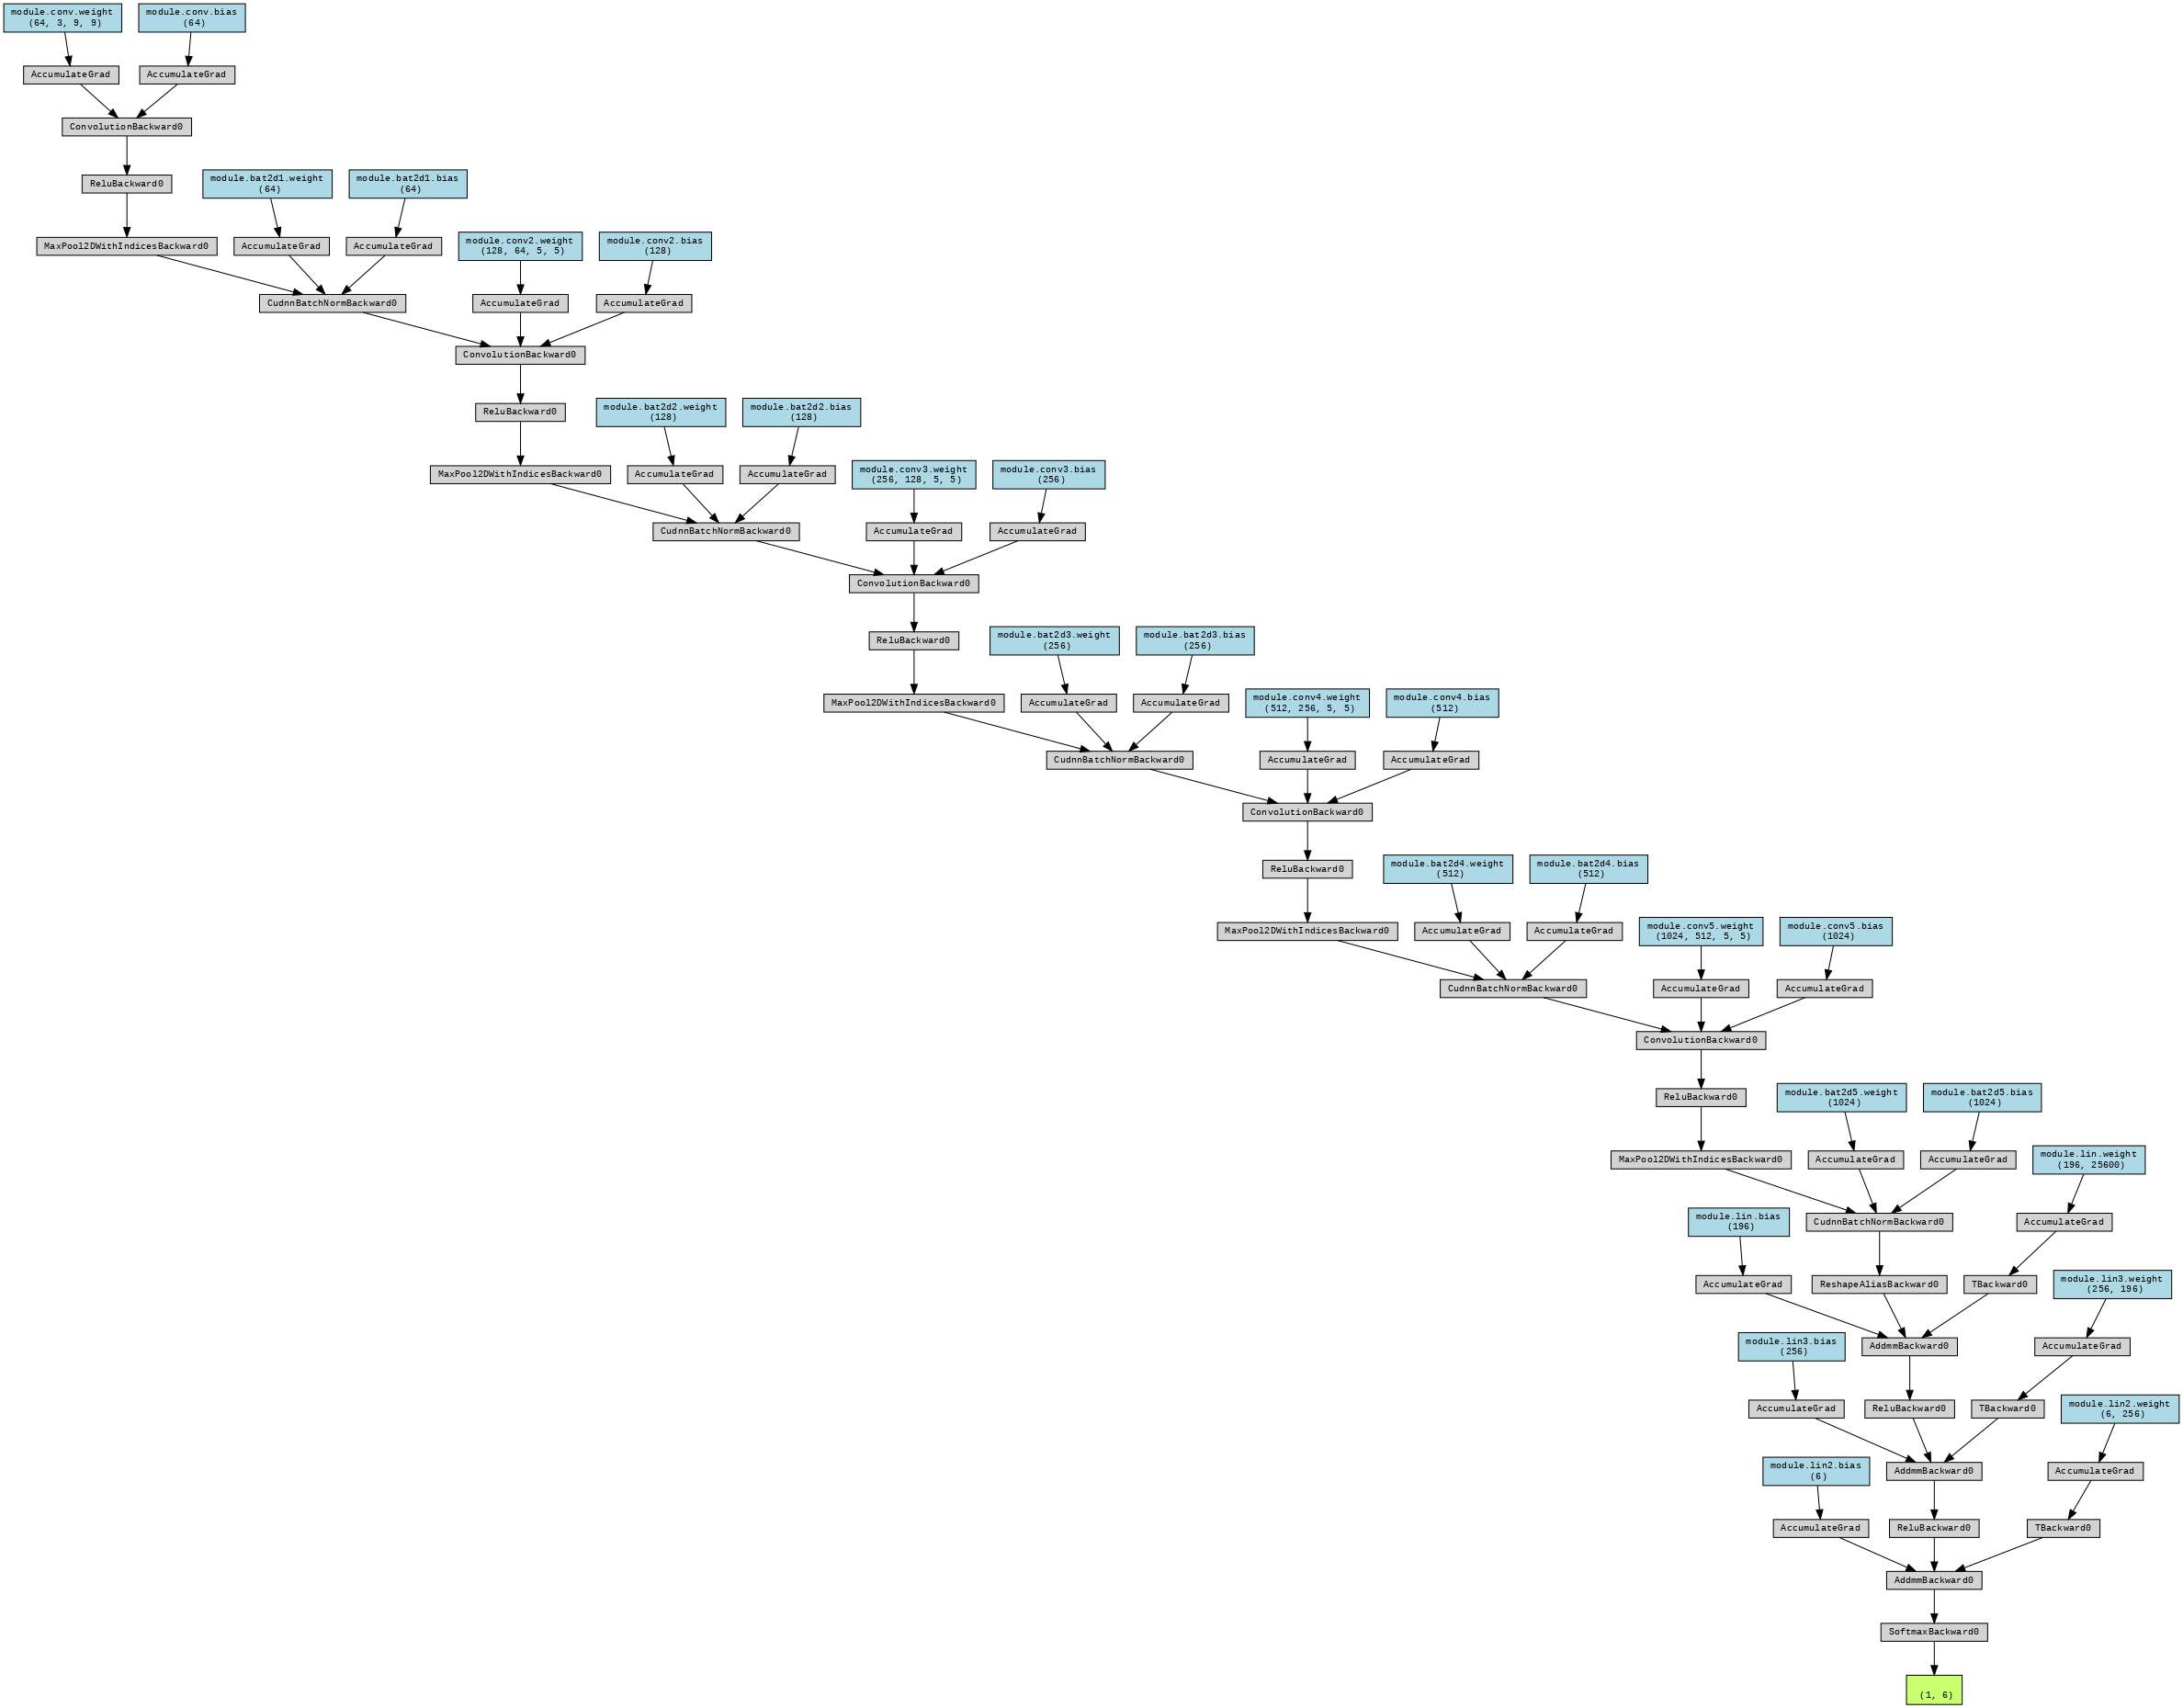 module.conv.weight
(64, 3, 9, 9)
module.conv.bias
(64)
AccumulateGrad
AccumulateGrad
ConvolutionBackward0
ReluBackward0
module.bat2d1.weight
(64)
module.bat2d1.bias
(64)
MaxPool2DWithIndicesBackward0
AccumulateGrad
AccumulateGrad
module.conv2.weight
(128, 64, 5, 5)
module.conv2.bias
(128)
CudnnBatchNormBackward0
AccumulateGrad
AccumulateGrad
ConvolutionBackward0
ReluBackward0
module.bat2d2.weight
(128)
module.bat2d2.bias
(128)
MaxPool2DWithIndicesBackward0
AccumulateGrad
AccumulateGrad
module.conv3.weight
(256, 128, 5, 5)
module.conv3.bias
(256)
CudnnBatchNormBackward0
AccumulateGrad
AccumulateGrad
ConvolutionBackward0
ReluBackward0
module.bat2d3.weight
(256)
module.bat2d3.bias
(256)
MaxPool2DWithIndicesBackward0
AccumulateGrad
AccumulateGrad
module.conv4.weight
(512, 256, 5, 5)
module.conv4.bias
(512)
CudnnBatchNormBackward0
AccumulateGrad
AccumulateGrad
ConvolutionBackward0
ReluBackward0
module.bat2d4.weight
(512)
module.bat2d4.bias
(512)
MaxPool2DWithIndicesBackward0
AccumulateGrad
AccumulateGrad
module.conv5.weight
(1024, 512, 5, 5)
module.conv5.bias
(1024)
CudnnBatchNormBackward0
AccumulateGrad
AccumulateGrad
ConvolutionBackward0
ReluBackward0
module.bat2d5.weight
(1024)
module.bat2d5.bias
(1024)
MaxPool2DWithIndicesBackward0
AccumulateGrad
AccumulateGrad
module.lin.weight
(196, 25600)
module.lin.bias
(196)
CudnnBatchNormBackward0
AccumulateGrad
AccumulateGrad
ReshapeAliasBackward0
TBackward0
module.lin3.weight
(256, 196)
module.lin3.bias
(256)
AddmmBackward0
AccumulateGrad
AccumulateGrad
ReluBackward0
TBackward0
module.lin2.weight
(6, 256)
module.lin2.bias
(6)
AddmmBackward0
AccumulateGrad
AccumulateGrad
ReluBackward0
TBackward0
AddmmBackward0
SoftmaxBackward0
(1, 6)